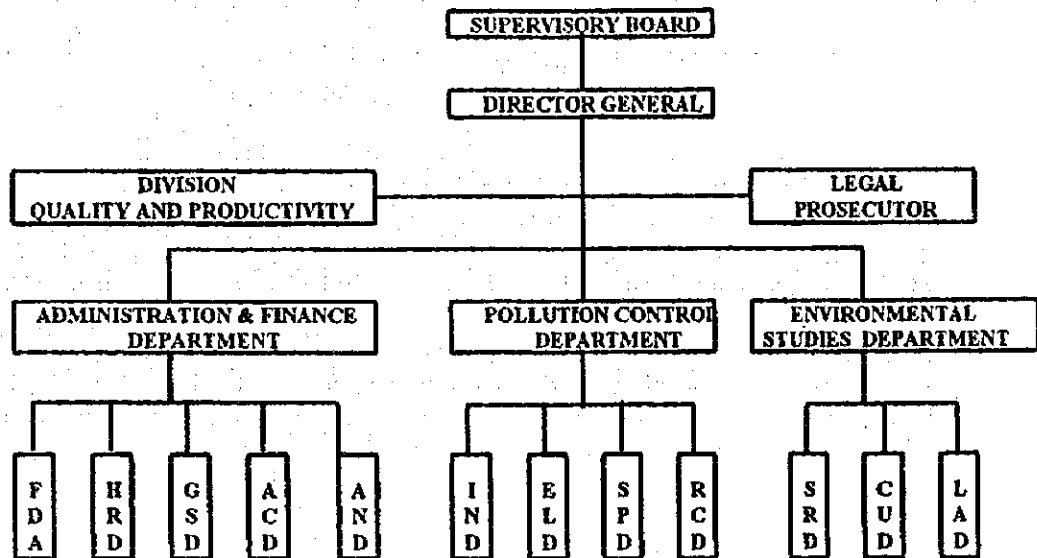 SUPERVISORY BOARD
DIRECTOR GENERAL
DIVISION
QUALITY AND PRODUCTIVITY
LEGAL
PROSECUTOR
ADMINISTRATION & FINANCE
DEPARTMENT
POLLUTION CONTROL
DEPARTMENT
ENVIRONMENTAL
STUDIES DEPARTMENT
FDA
HRD
GSD
ACD
AND
IND
ELD
SPD
RCD
SRD
CUD
LAD